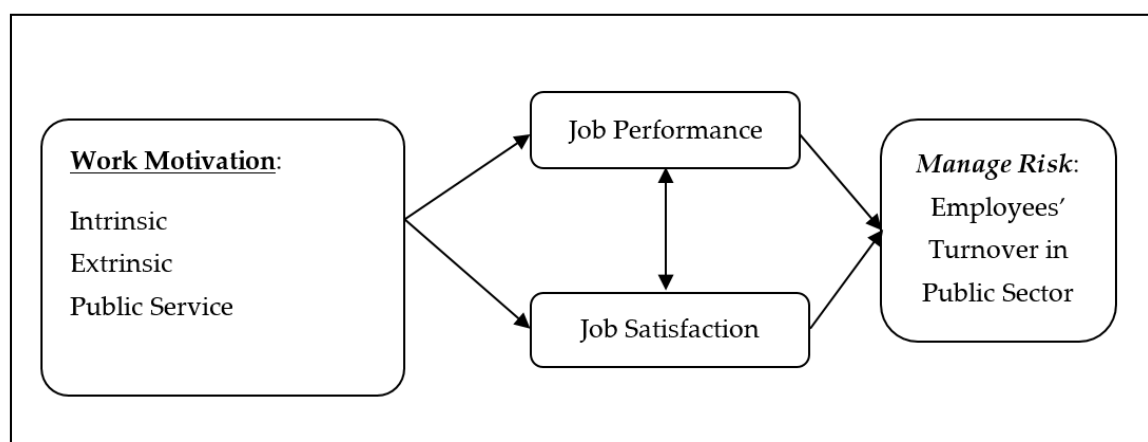 Work Motivation:
Intrinsic
Extrinsic
Public Service
Job Performance
Job Satisfaction
Manage Risk:
Employees’
Turnover in
Public Sector